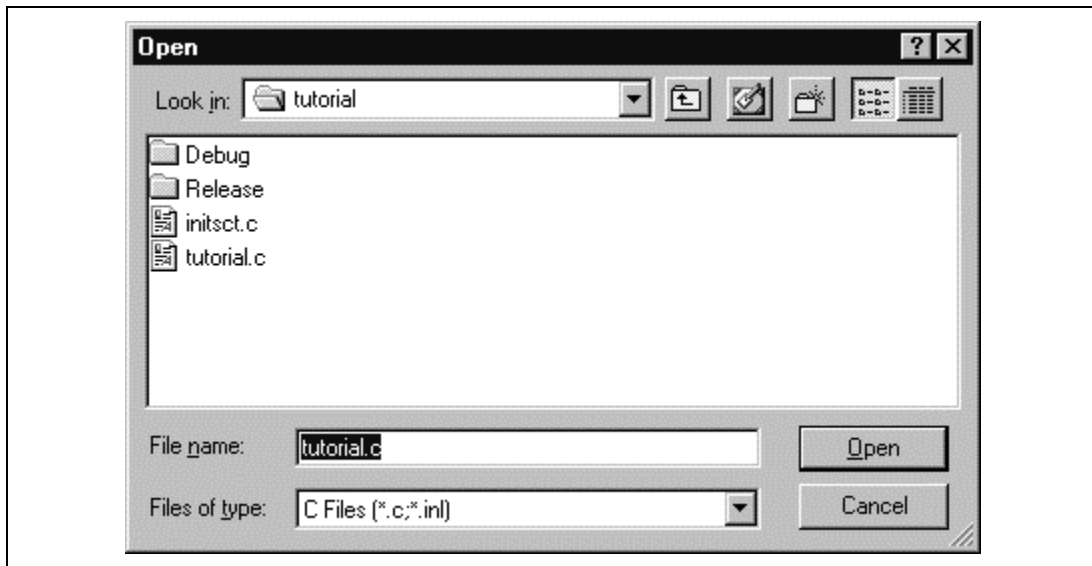 Open
Look in: tutorial
Debug
Release
initsct.c
tutorial.c
File name: tutorial.c Open
Files of type: C Files (*.c;*.inl) Cancel